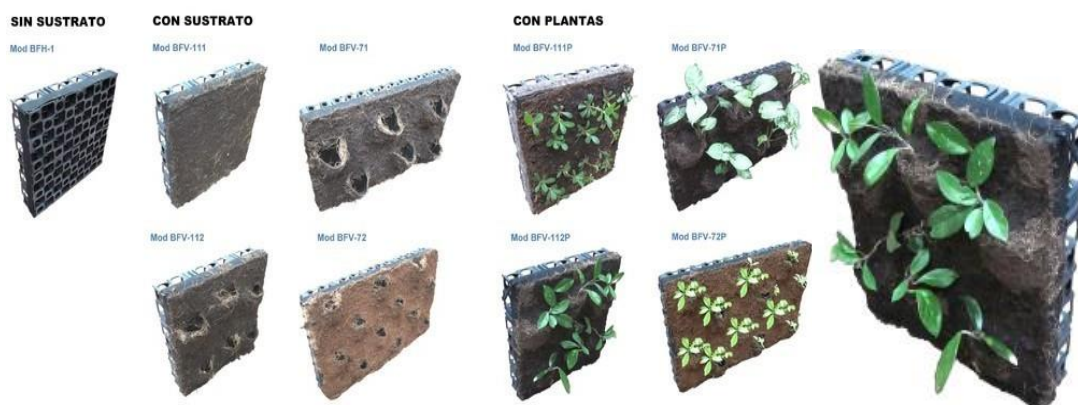 SIN SUSTRATO
CON SUSTRATO
CON PLANTAS
Mod BFH-1
Mod BFV-111
Mod BFV-71
Mod BFV-111P
Mod BFV-71P
Mod BFV-112
Mod BFV-72
Mod BFV-112P
Mod BFV-72P